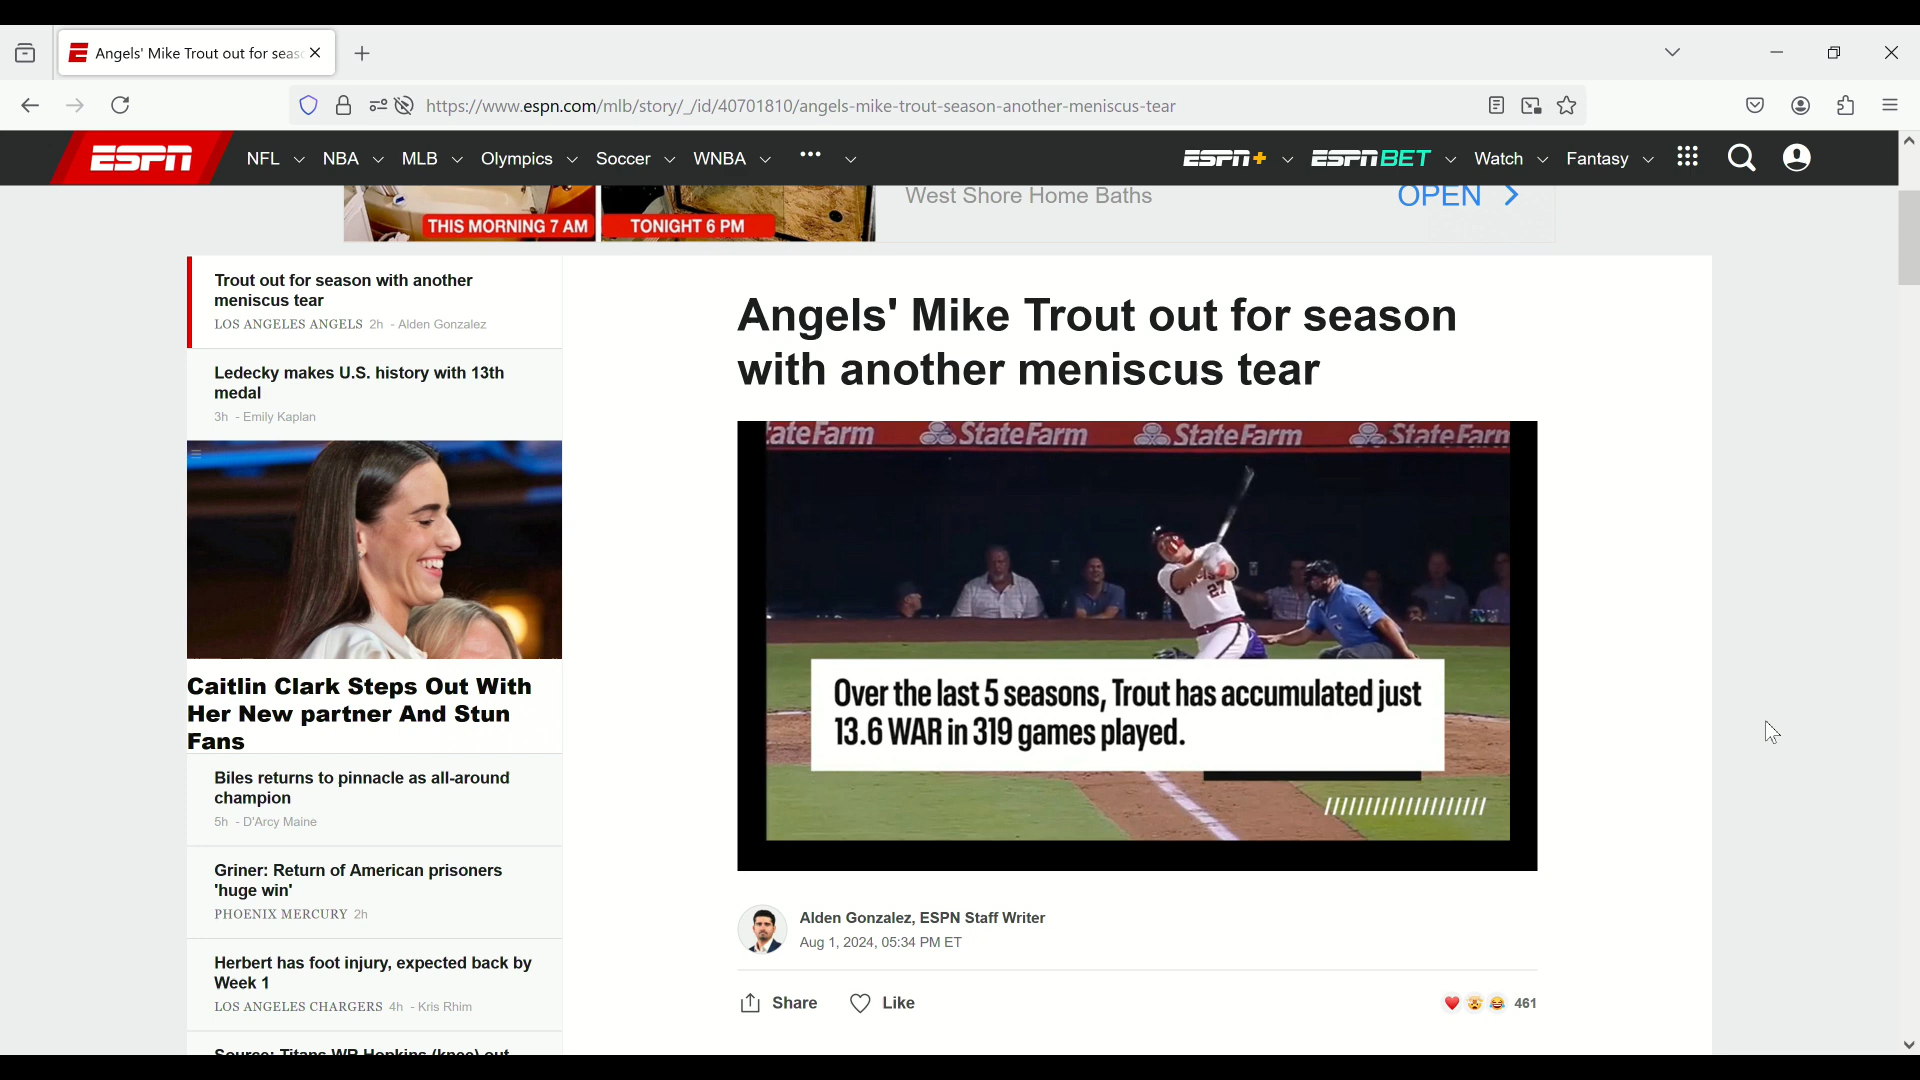 Angels' Mike Trout out for seas
https://www.espn.com/mlb/story/_/id/40701810/angels-mike-trout-season-another-meniscus-tear
ESPN
NFL NBA MLB Olympics Soccer WNBA ••• ESPN+ ESPN BET Watch Fantasy
THIS MORNING 7 AM
TONIGHT 6 PM
West Shore Home Baths
OPEN
Trout out for season with another
meniscus tear
LOS ANGELES ANGELS 2h - Alden Gonzalez
Ledecky makes U.S. history with 13th
medal
3h - Emily Kaplan
Caitlin Clark Steps Out With
Her New partner And Stun
Fans
Biles returns to pinnacle as all-around
champion
5h - D'Arcy Maine
Griner: Return of American prisoners
'huge win'
PHOENIX MERCURY 2h
Herbert has foot injury, expected back by
Week 1
LOS ANGELES CHARGERS 4h - Kris Rhim
Source: Titans WR Hopkins (knee) out
Angels' Mike Trout out for season
with another meniscus tear
ateFarm StateFarm StateFarm StateFarm
27
Over the last 5 seasons, Trout has accumulated just
13.6 WAR in 319 games played.
Alden Gonzalez, ESPN Staff Writer
Aug 1, 2024, 05:34 PM ET
Share Like 461